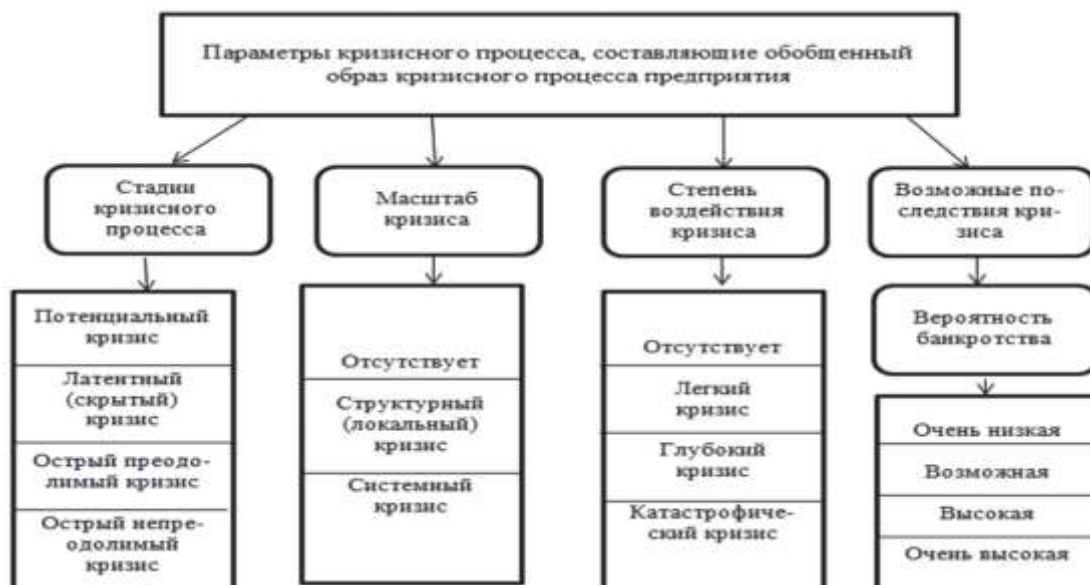 Параметры кризисного процесса, составляющие обобщенный
образ кризисного процесса предприятия
Стадии
кризисного
процесса
Масштаб
кризиса
Степень
воздействия
кризиса
Возможные по-
следствия кри-
зиса
Потенциальный
кризис
Латентный
(скрытый)
кризис
Острый преодо-
лимый кризис
Острый непре-
одолимый
кризис
Отсутствует
Структурный
(локальный)
кризис
Системный
кризис
Отсутствует
Легкий
кризис
Глубокий
кризис
Катастрофиче-
ский кризис
Вероятность
банкротства
Очень низкая
Возможная
Высокая
Очень высокая